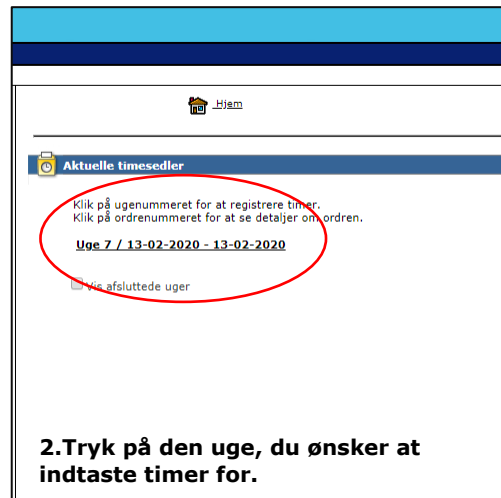 Hjem
Aktuelle timesedler
Klik på ugenummeret for at registrere timer.
Klik på ordrenummeret for at se detaljer om ordren.
Uge 7 / 13-02-2020 - 13-02-2020
Vis afsluttede uger
2.Tryk på den uge, du ønsker at
indtaste timer for.